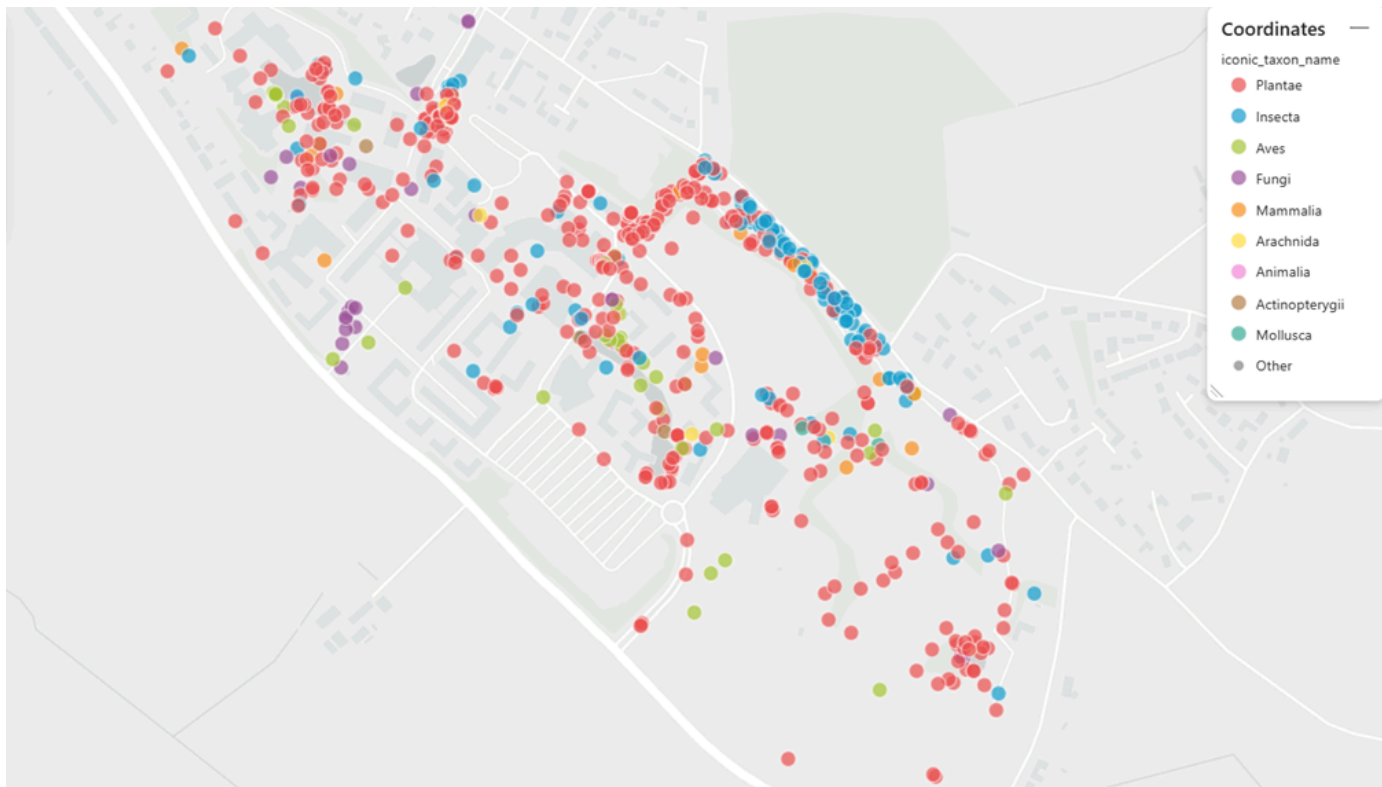 Coordinates
iconic_taxon_name
Plantae
Insecta
Aves
Fungi
Mammalia
Arachnida
Animalia
Actinopterygii
Mollusca
Other